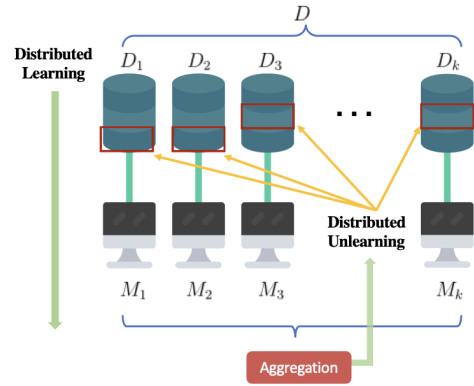 D
Distributed
Learning
D₁ D₂ D₃ ... Dₖ
Distributed
Unlearning
M₁ M₂ M₃ Mₖ
Aggregation